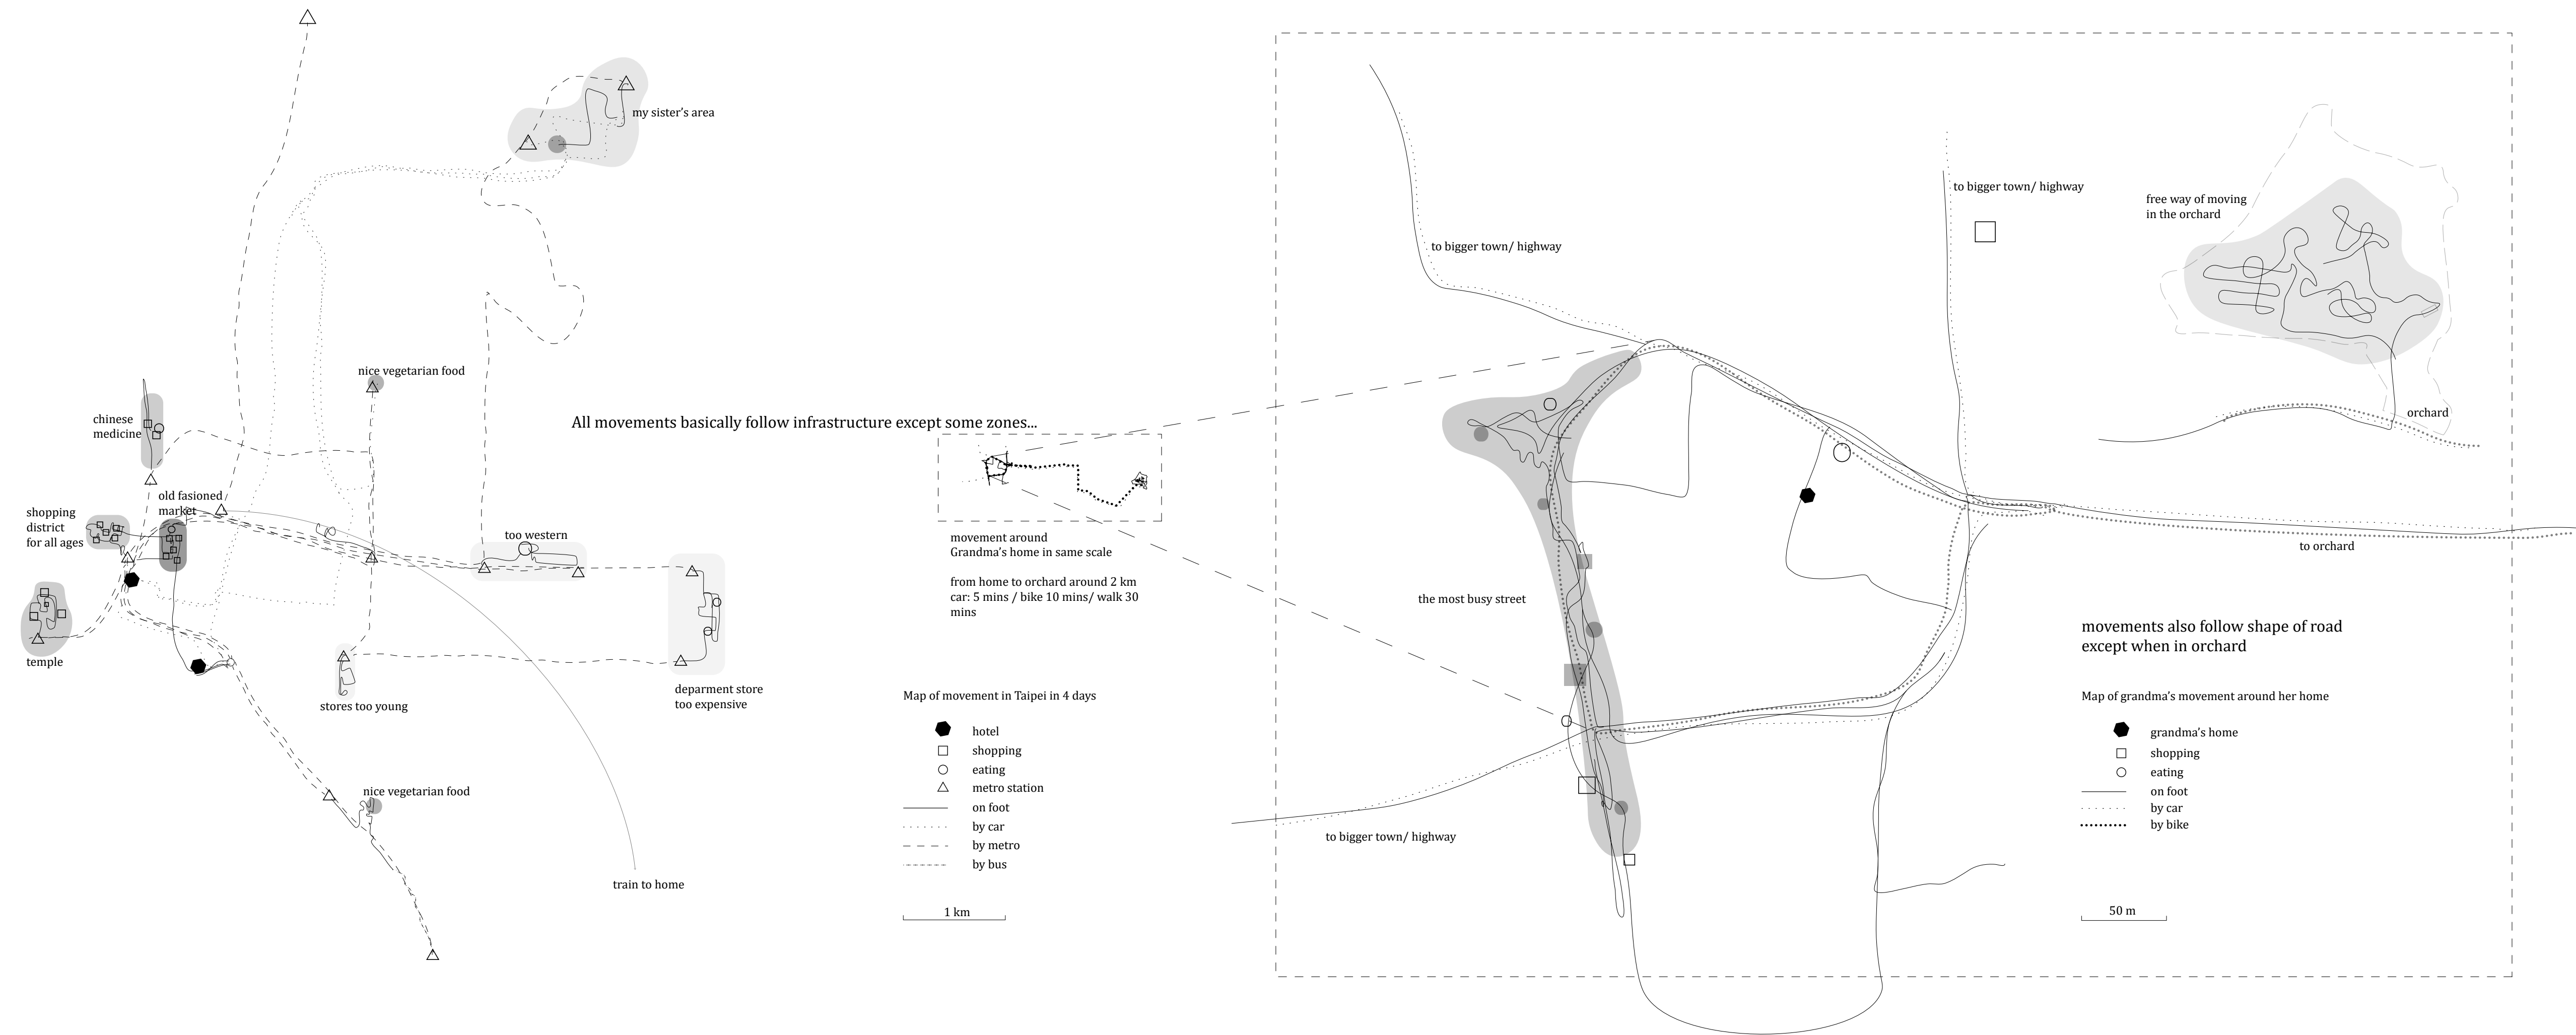 my sister's area
nice vegetarian food
All movements basically follow infrastructure except some zones...
chinese
medicine
old fasioned
market
shopping
district
for all ages
too western
temple
stores too young
deparment store
too expensive
nice vegetarian food
train to home
movement around
Grandma's home in same scale
from home to orchard around 2 km
car: 5 mins / bike 10 mins/ walk 30
mins
Map of movement in Taipei in 4 days
hotel
shopping
eating
metro station
on foot
by car
by metro
by bus
1 km
to bigger town/ highway
to bigger town/ highway
free way of moving
in the orchard
orchard
to orchard
the most busy street
to bigger town/ highway
movements also follow shape of road
except when in orchard
Map of grandma's movement around her home
grandma's home
shopping
eating
on foot
by car
by bike
50 m